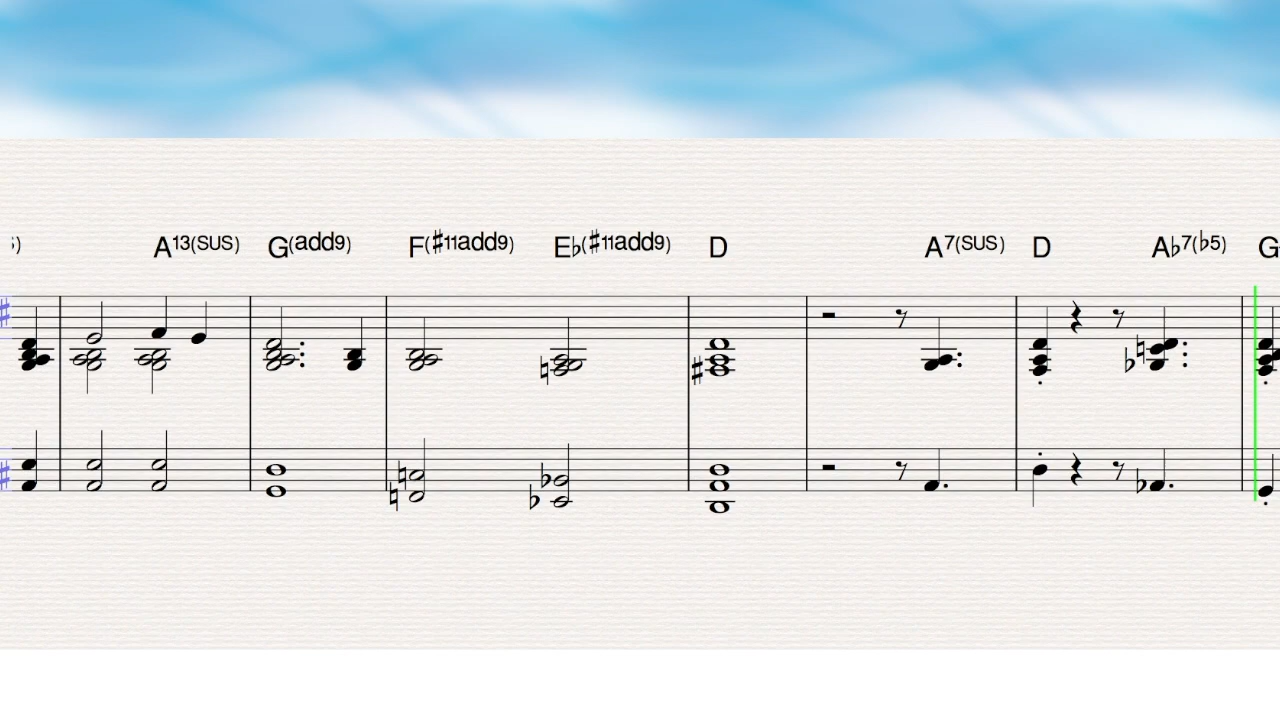 ) A13(SUS) G(add9) F(♯11add9) E♭(♯11add9) D A7(SUS) D A♭7(♭5) G